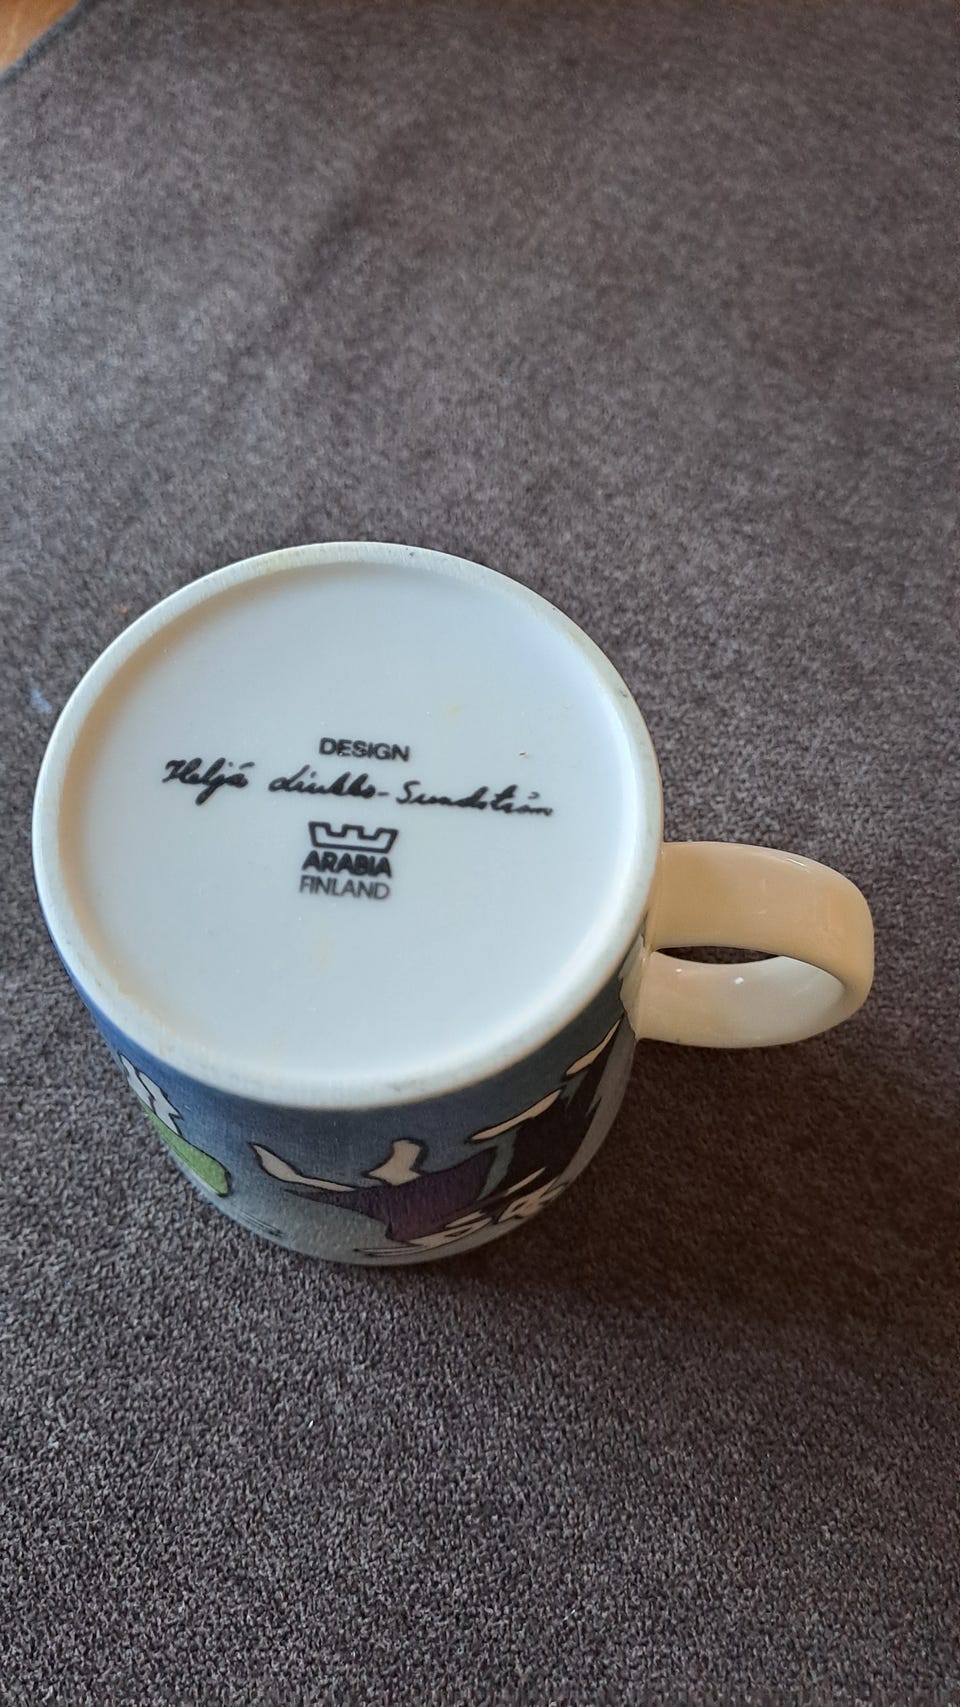 DESIGN
Heljä Liukko-Sundström
ARABIA
FINLAND